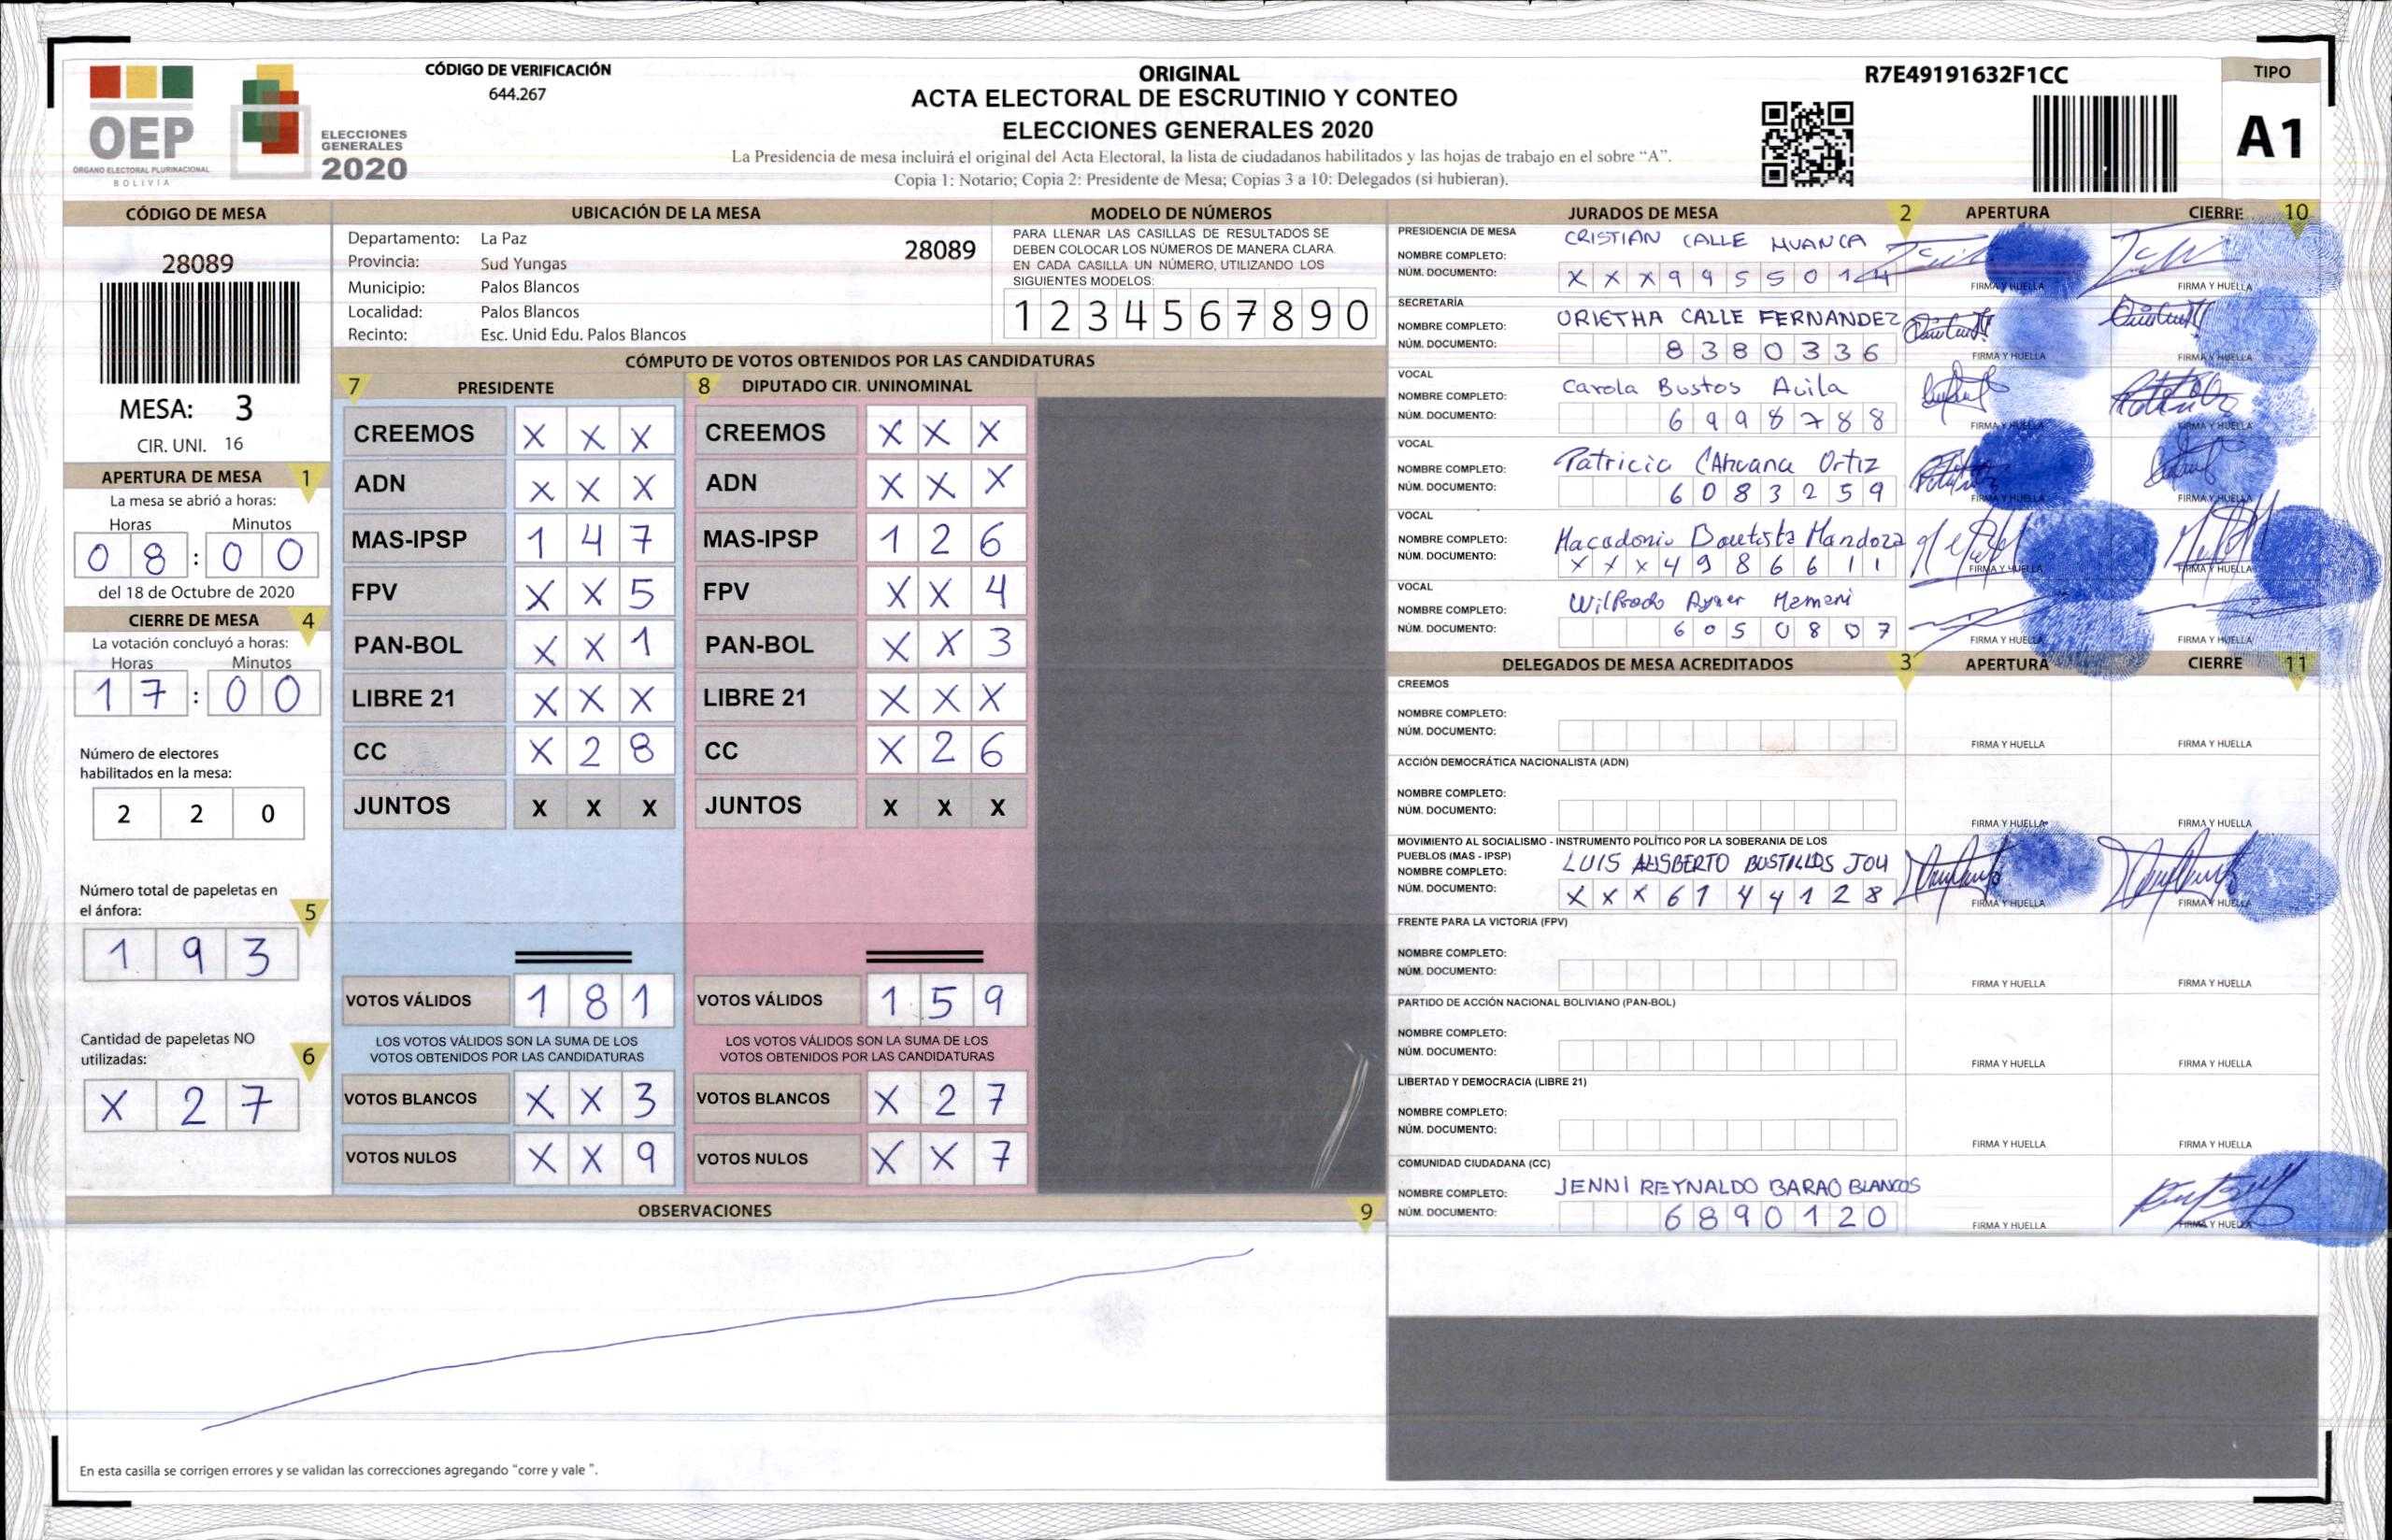 CÓDIGO DE VERIFICACIÓN
644.267
OEP
ÓRGANO ELECTORAL PLURINACIONAL
BOLIVIA
ELECCIONES
GENERALES
2020
ORIGINAL
ACTA ELECTORAL DE ESCRUTINIO Y CONTEO
ELECCIONES GENERALES 2020
La Presidencia de mesa incluirá el original del Acta Electoral, la lista de ciudadanos habilitados y las hojas de trabajo en el sobre "A".
Copia 1: Notario; Copia 2: Presidente de Mesa; Copias 3 a 10: Delegados (si hubieran).
R7E49191632F1CC
TIPO
A1
CÓDIGO DE MESA
28089
MESA: 3
CIR. UNI. 16
APERTURA DE MESA 1
La mesa se abrió a horas:
Horas Minutos
0 8 : 0 0
del 18 de Octubre de 2020
CIERRE DE MESA 4
La votación concluyó a horas:
Horas Minutos
1 7 : 0 0
Número de electores
habilitados en la mesa:
2 2 0
Número total de papeletas en
el ánfora: 5
1 9 3
Cantidad de papeletas NO
utilizadas: 6
X 2 7
UBICACIÓN DE LA MESA
Departamento: La Paz 28089
Provincia: Sud Yungas
Municipio: Palos Blancos
Localidad: Palos Blancos
Recinto: Esc. Unid Edu. Palos Blancos
MODELO DE NÚMEROS
PARA LLENAR LAS CASILLAS DE RESULTADOS SE
DEBEN COLOCAR LOS NÚMEROS DE MANERA CLARA.
EN CADA CASILLA UN NÚMERO, UTILIZANDO LOS
SIGUIENTES MODELOS:
1 2 3 4 5 6 7 8 9 0
CÓMPUTO DE VOTOS OBTENIDOS POR LAS CANDIDATURAS
7 PRESIDENTE
CREEMOS X X X
ADN X X X
MAS-IPSP 1 4 7
FPV X X 5
PAN-BOL X X 1
LIBRE 21 X X X
CC X 2 8
JUNTOS X X X
VOTOS VÁLIDOS 1 8 1
LOS VOTOS VÁLIDOS SON LA SUMA DE LOS
VOTOS OBTENIDOS POR LAS CANDIDATURAS
VOTOS BLANCOS X X 3
VOTOS NULOS X X 9
8 DIPUTADO CIR. UNINOMINAL
CREEMOS X X X
ADN X X X
MAS-IPSP 1 2 6
FPV X X 4
PAN-BOL X X 3
LIBRE 21 X X X
CC X 2 6
JUNTOS X X X
VOTOS VÁLIDOS 1 5 9
LOS VOTOS VÁLIDOS SON LA SUMA DE LOS
VOTOS OBTENIDOS POR LAS CANDIDATURAS
VOTOS BLANCOS X 2 7
VOTOS NULOS X X 7
OBSERVACIONES 9
En esta casilla se corrigen errores y se validan las correcciones agregando "corre y vale ".
JURADOS DE MESA 2 APERTURA CIERRE 10
PRESIDENCIA DE MESA
NOMBRE COMPLETO: CRISTIAN CALLE HUANCA
NÚM. DOCUMENTO: X X X 9 9 5 5 0 1 4
FIRMA Y HUELLA FIRMA Y HUELLA
SECRETARÍA
NOMBRE COMPLETO: ORIETHA CALLE FERNANDEZ
NÚM. DOCUMENTO: 8 3 8 0 3 3 6
FIRMA Y HUELLA FIRMA Y HUELLA
VOCAL
NOMBRE COMPLETO: Carola Bustos Avila
NÚM. DOCUMENTO: 6 9 9 8 7 8 8
FIRMA Y HUELLA FIRMA Y HUELLA
VOCAL
NOMBRE COMPLETO: Patricia Ortiz
NÚM. DOCUMENTO: 6 0 8 3 2 5 9
FIRMA Y HUELLA FIRMA Y HUELLA
VOCAL
NOMBRE COMPLETO: Macadonio Bautista Mandoza
NÚM. DOCUMENTO: X X X 4 9 8 6 6 1 1
FIRMA Y HUELLA FIRMA Y HUELLA
VOCAL
NOMBRE COMPLETO: Wilfredo Mamani
NÚM. DOCUMENTO: 6 0 5 0 8 0 7
FIRMA Y HUELLA FIRMA Y HUELLA
DELEGADOS DE MESA ACREDITADOS 3 APERTURA CIERRE 11
CREEMOS
NOMBRE COMPLETO:
NÚM. DOCUMENTO:
FIRMA Y HUELLA FIRMA Y HUELLA
ACCIÓN DEMOCRÁTICA NACIONALISTA (ADN)
NOMBRE COMPLETO:
NÚM. DOCUMENTO:
FIRMA Y HUELLA FIRMA Y HUELLA
MOVIMIENTO AL SOCIALISMO - INSTRUMENTO POLÍTICO POR LA SOBERANIA DE LOS
PUEBLOS (MAS - IPSP)
NOMBRE COMPLETO: LUIS BUSTILLOS
NÚM. DOCUMENTO: X X X 6 1 4 4 1 2 8
FIRMA Y HUELLA FIRMA Y HUELLA
FRENTE PARA LA VICTORIA (FPV)
NOMBRE COMPLETO:
NÚM. DOCUMENTO:
FIRMA Y HUELLA FIRMA Y HUELLA
PARTIDO DE ACCIÓN NACIONAL BOLIVIANO (PAN-BOL)
NOMBRE COMPLETO:
NÚM. DOCUMENTO:
FIRMA Y HUELLA FIRMA Y HUELLA
LIBERTAD Y DEMOCRACIA (LIBRE 21)
NOMBRE COMPLETO:
NÚM. DOCUMENTO:
FIRMA Y HUELLA FIRMA Y HUELLA
COMUNIDAD CIUDADANA (CC)
NOMBRE COMPLETO: JENNI REYNALDO BARAO BLANCOS
NÚM. DOCUMENTO: 6 8 9 0 1 2 0
FIRMA Y HUELLA FIRMA Y HUELLA